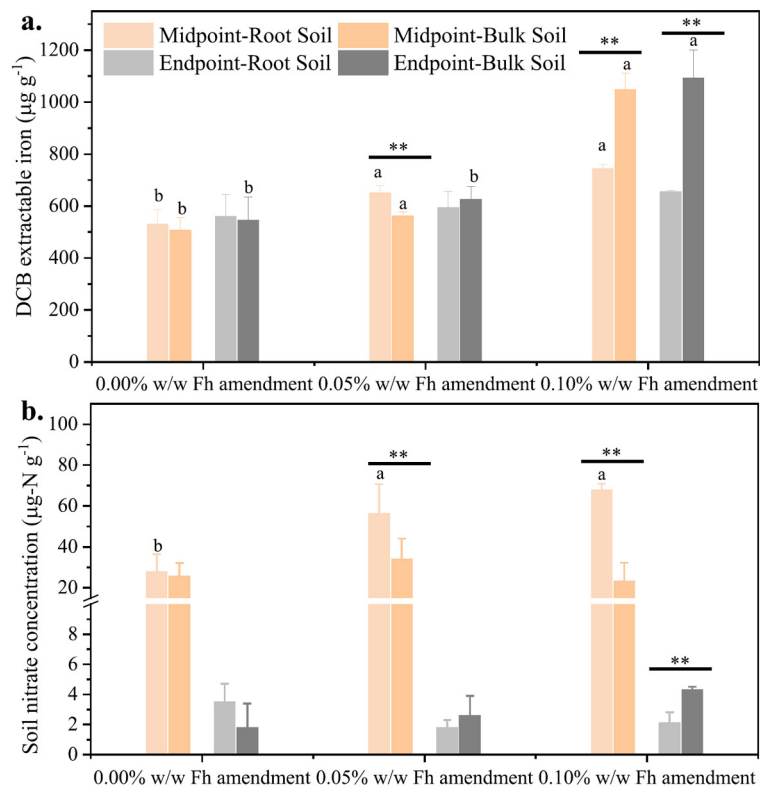 a.
Midpoint-Root Soil Midpoint-Bulk Soil
Endpoint-Root Soil Endpoint-Bulk Soil
DCB extractable iron (µg g⁻¹)
1200
1000
800
600
400
200
0
b b b
** a a b
** a a ** a
0.00% w/w Fh amendment 0.05% w/w Fh amendment 0.10% w/w Fh amendment
b.
Soil nitrate concentration (µg-N g⁻¹)
100
80
60
40
20
8
6
4
2
0
b
** a
** a **
0.00% w/w Fh amendment 0.05% w/w Fh amendment 0.10% w/w Fh amendment